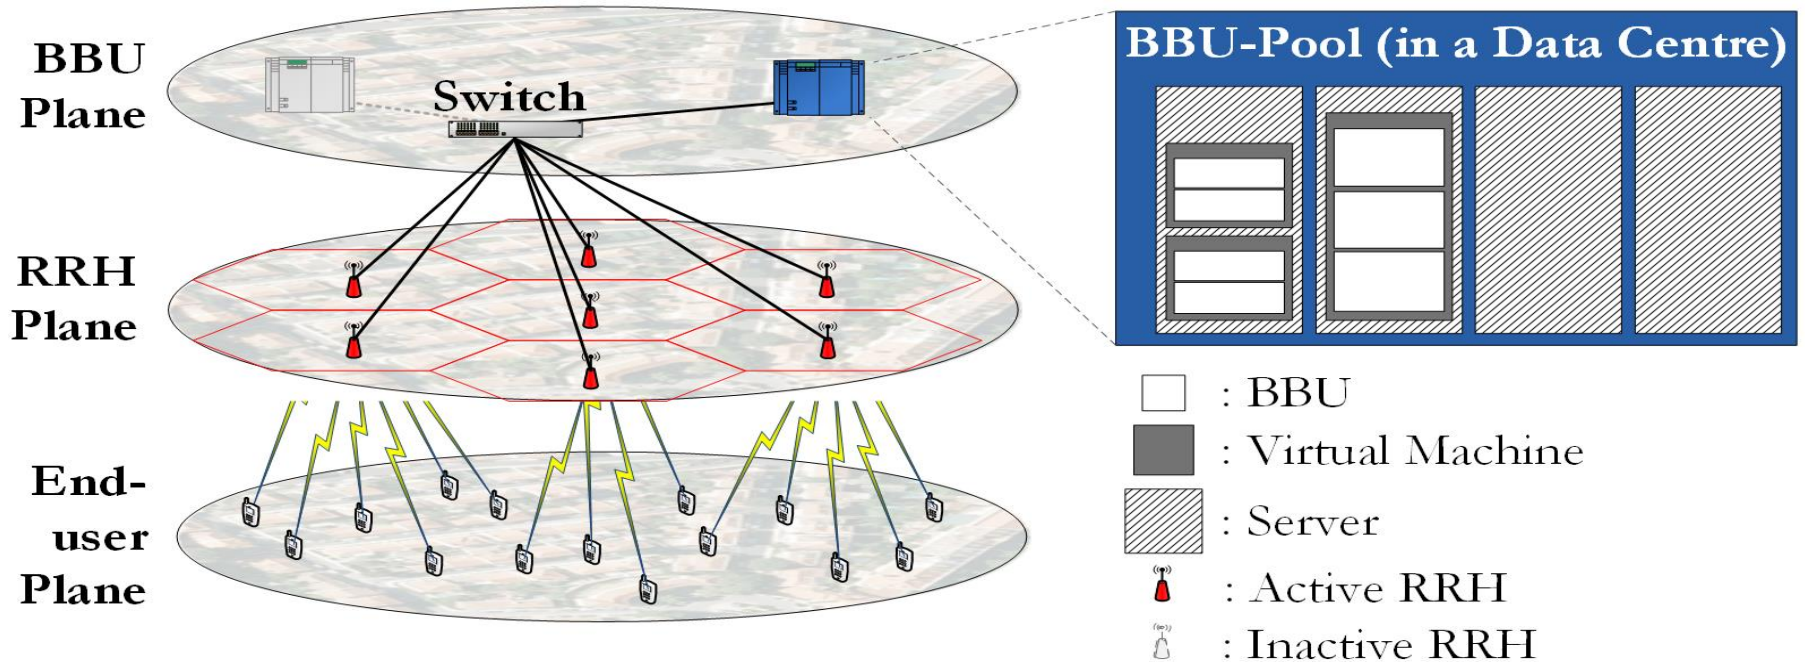 BBU
Plane
Switch
RRH
Plane
End-
user
Plane
BBU-Pool (in a Data Centre)
: BBU
: Virtual Machine
: Server
: Active RRH
: Inactive RRH